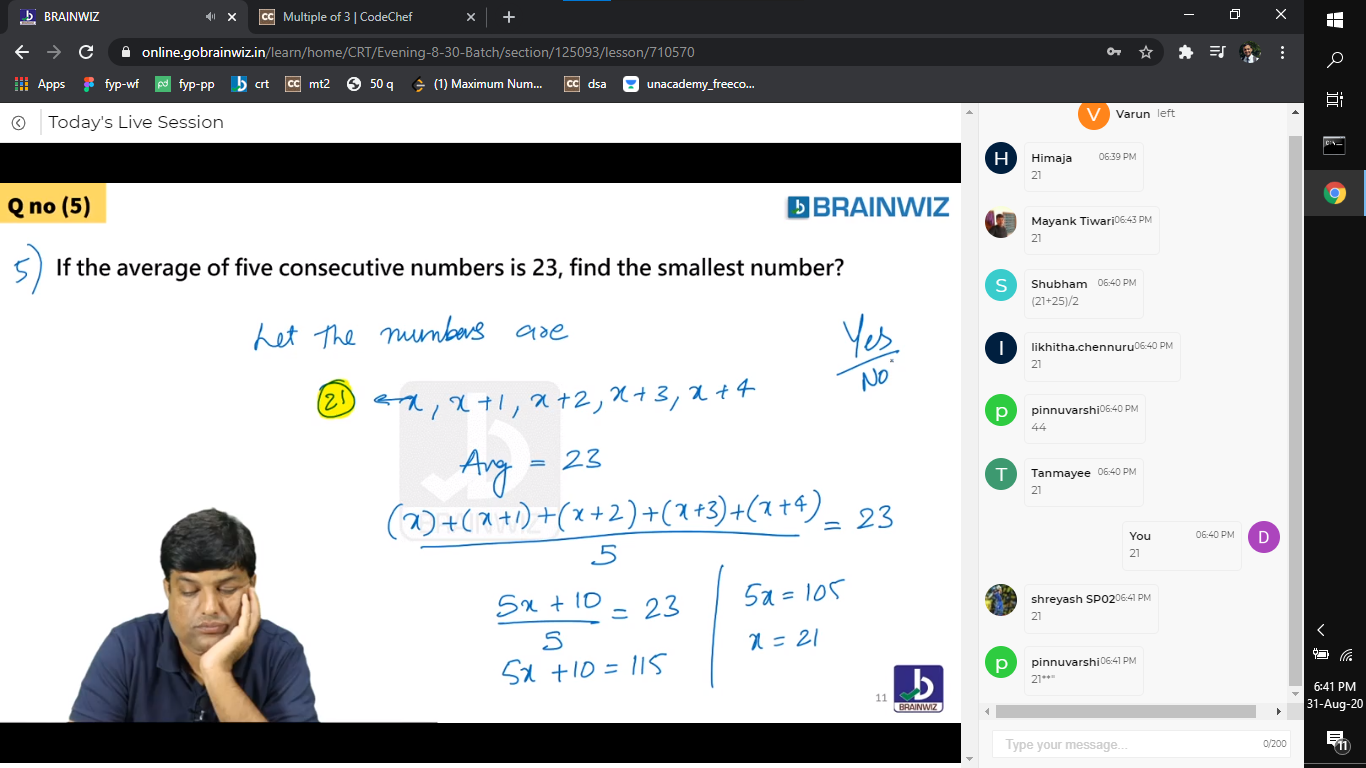 BRAINWIZ
Multiple of 3 | CodeChef
online.gobrainwiz.in/learn/home/CRT/Evening-8-30-Batch/section/125093/lesson/710570
Apps fyp-wf fyp-pp crt mt2 50 q (1) Maximum Num... dsa unacademy_freeco...
Today's Live Session
Q no (5)
BRAINWIZ
5) If the average of five consecutive numbers is 23, find the smallest number?
Let the numbers are
Yes
No
21 ← x, x+1, x+2, x+3, x+4
Avg = 23
(x)+(x+1)+(x+2)+(x+3)+(x+4) = 23
5
5x + 10 = 23
5
5x + 10 = 115
5x = 105
x = 21
BRAINWIZ
11
BRAINWIZ
V Varun left
H Himaja 06:39 PM
21
Mayank Tiwari 06:43 PM
21
S Shubham 06:40 PM
(21+25)/2
l likhitha.chennuru 06:40 PM
21
p pinnuvarshi 06:40 PM
44
T Tanmayee 06:40 PM
21
You 06:40 PM D
21
shreyash SP02 06:41 PM
21
p pinnuvarshi 06:41 PM
21**"
Type your message... 0/200
6:41 PM
31-Aug-20
11